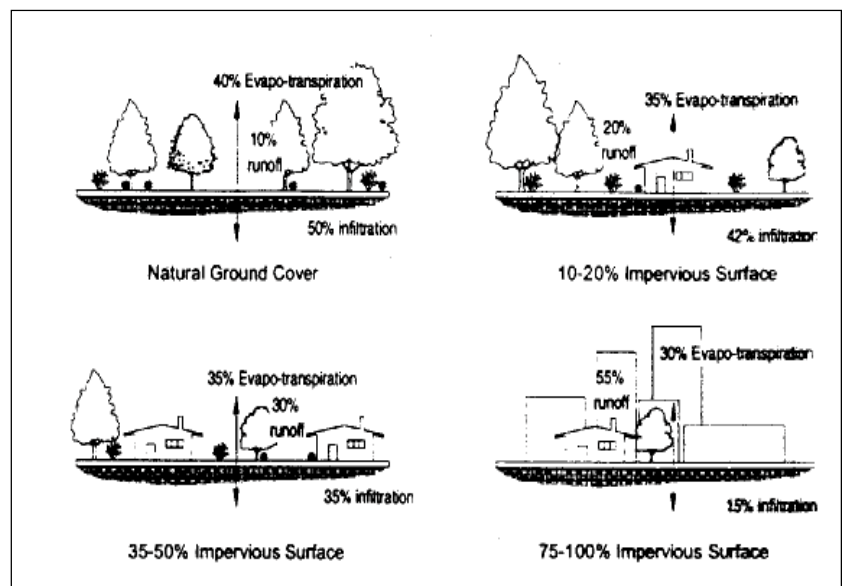 40% Evapo-transpiration
10%
runoff
50% infiltration
Natural Ground Cover
35% Evapo-transpiration
20%
runoff
42% infiltration
10-20% Impervious Surface
35% Evapo-transpiration
30%
runoff
35% infiltration
35-50% Impervious Surface
30% Evapo-transpiration
55%
runoff
15% infiltration
75-100% Impervious Surface